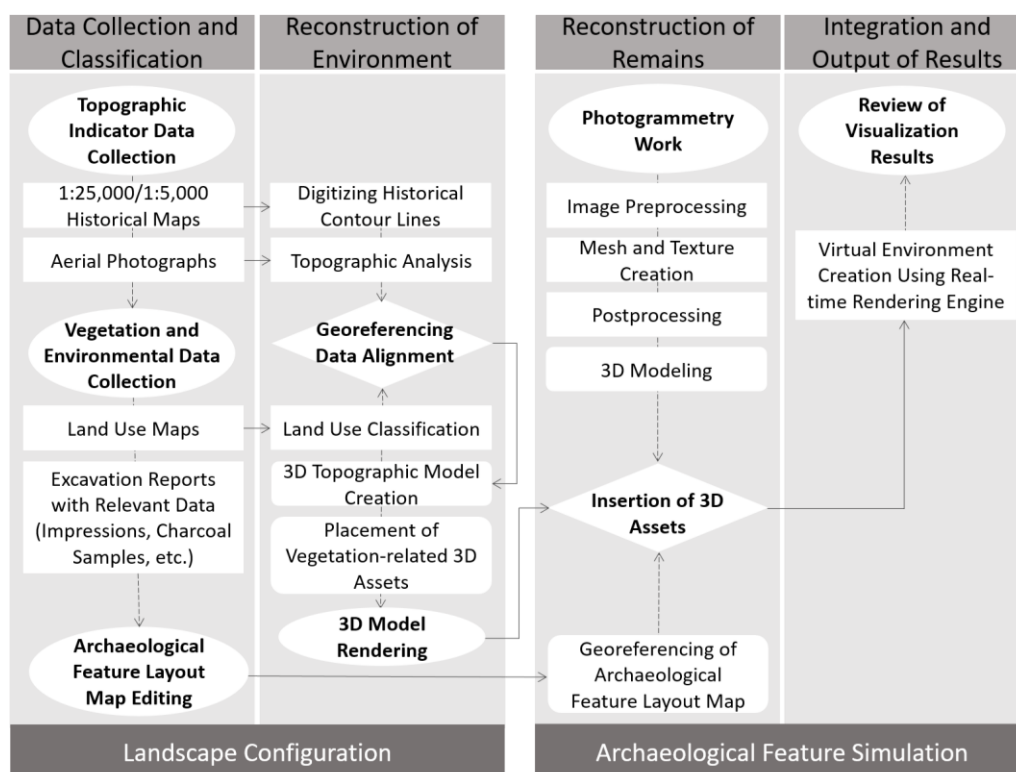 Data Collection and
Classification
Reconstruction of
Environment
Reconstruction of
Remains
Integration and
Output of Results
Topographic
Indicator Data
Collection
1:25,000/1:5,000
Historical Maps
Aerial Photographs
Vegetation and
Environmental Data
Collection
Land Use Maps
Excavation Reports
with Relevant Data
(Impressions, Charcoal
Samples, etc.)
Archaeological
Feature Layout
Map Editing
Digitizing Historical
Contour Lines
Topographic Analysis
Georeferencing
Data Alignment
Land Use Classification
3D Topographic Model
Creation
Placement of
Vegetation-related 3D
Assets
3D Model
Rendering
Photogrammetry
Work
Image Preprocessing
Mesh and Texture
Creation
Postprocessing
3D Modeling
Insertion of 3D
Assets
Georeferencing of
Archaeological
Feature Layout Map
Review of
Visualization
Results
Virtual Environment
Creation Using Real-
time Rendering Engine
Landscape Configuration
Archaeological Feature Simulation